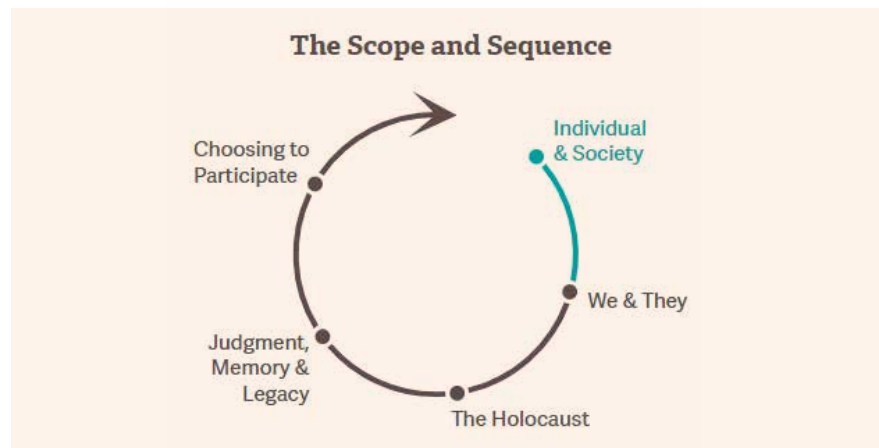 The Scope and Sequence
Individual
& Society
We & They
The Holocaust
Judgment,
Memory &
Legacy
Choosing to
Participate